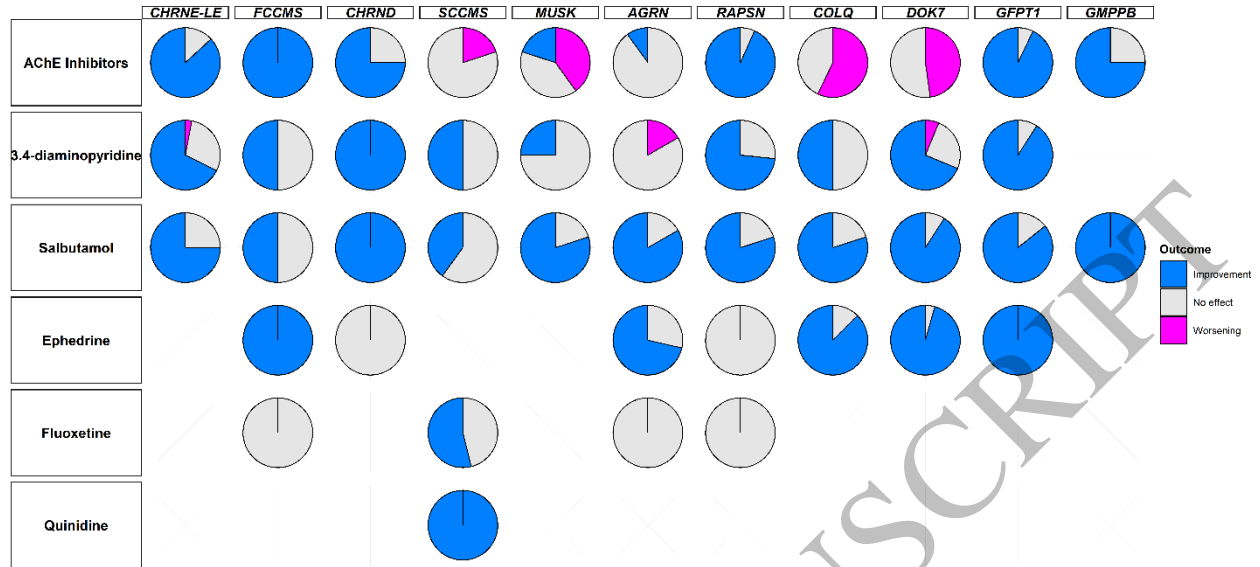 CHRNE-LE FCCMS CHRND SCCMS MUSK AGRN RAPSN COLQ DOK7 GFPT1 GMPPB
AChE Inhibitors
3.4-diaminopyridine
Salbutamol
Outcome
Improvement
No effect
Worsening
Ephedrine
Fluoxetine
Quinidine
USCRIPT